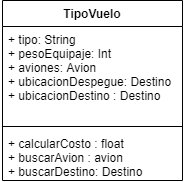 TipoVuelo
+ tipo: String
+ pesoEquipaje: Int
+ aviones: Avion
+ ubicacionDespegue: Destino
+ ubicacionDestino : Destino
+ calcularCosto : float
+ buscarAvion : avion
+ buscarDestino: Destino